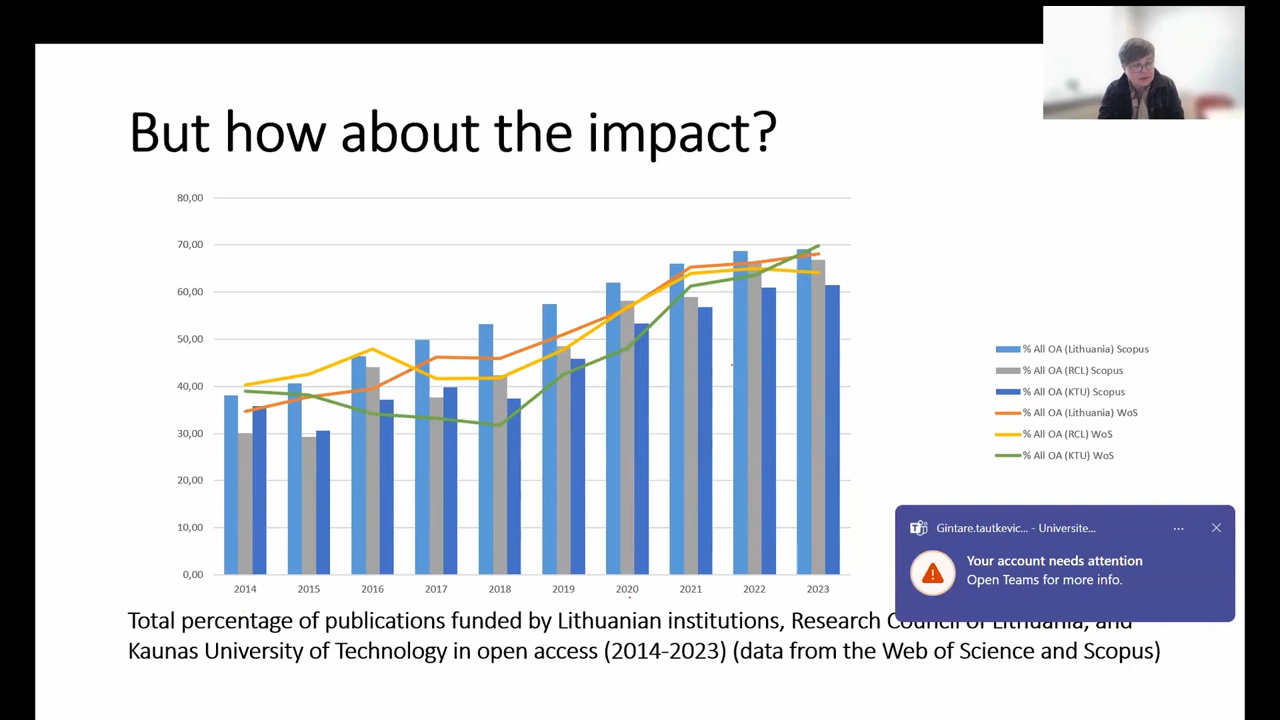 But how about the impact?
80,00
70,00
60,00
50,00
40,00
30,00
20,00
10,00
0,00
2014 2015 2016 2017 2018 2019 2020 2021 2022 2023
% All OA (Lithuania) Scopus
% All OA (RCL) Scopus
% All OA (KTU) Scopus
% All OA (Lithuania) WoS
% All OA (RCL) WoS
% All OA (KTU) WoS
Gintare.tautkevic... - Universite...
Your account needs attention
Open Teams for more info.
Total percentage of publications funded by Lithuanian institutions, Research Council of Lithuania, and
Kaunas University of Technology in open access (2014-2023) (data from the Web of Science and Scopus)